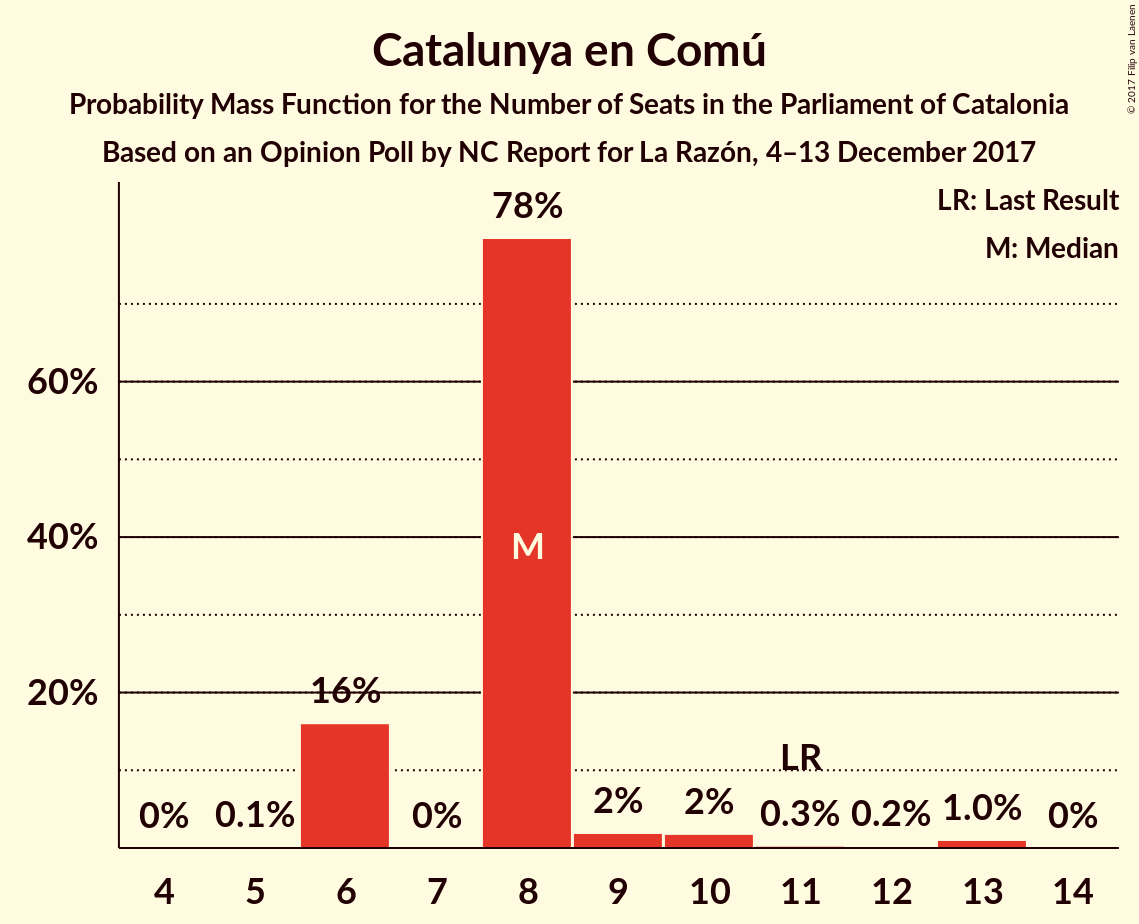 Catalunya en Comú
Probability Mass Function for the Number of Seats in the Parliament of Catalonia
Based on an Opinion Poll by NC Report for La Razón, 4–13 December 2017
© 2017 Filip van Laenen
LR: Last Result
M: Median
78%
60%
40%
M
20%
16%
LR
0% 0.1% 0% 2% 2% 0.3% 0.2% 1.0% 0%
4 5 6 7 8 9 10 11 12 13 14